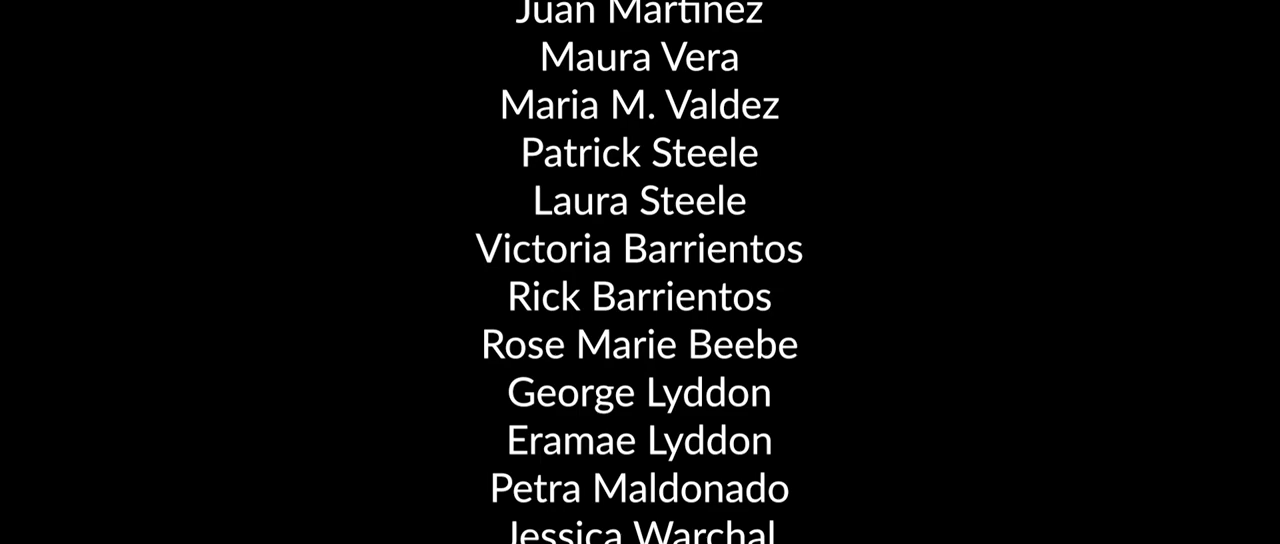 Juan Martinez
Maura Vera
Maria M. Valdez
Patrick Steele
Laura Steele
Victoria Barrientos
Rick Barrientos
Rose Marie Beebe
George Lyddon
Eramae Lyddon
Petra Maldonado
Jessica Warchal